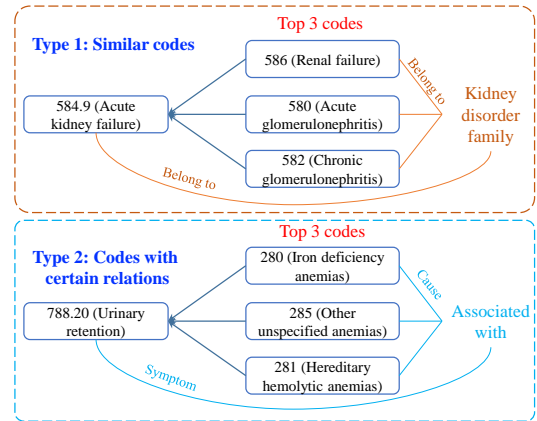 Top 3 codes
Type 1: Similar codes
586 (Renal failure)
584.9 (Acute
kidney failure)
580 (Acute
glomerulonephritis)
582 (Chronic
glomerulonephritis)
Belong to
Kidney
disorder
family
Belong to
Top 3 codes
Type 2: Codes with
certain relations
280 (Iron deficiency
anemias)
788.20 (Urinary
retention)
285 (Other
unspecified anemias)
281 (Hereditary
hemolytic anemias)
Cause
Associated
with
Symptom